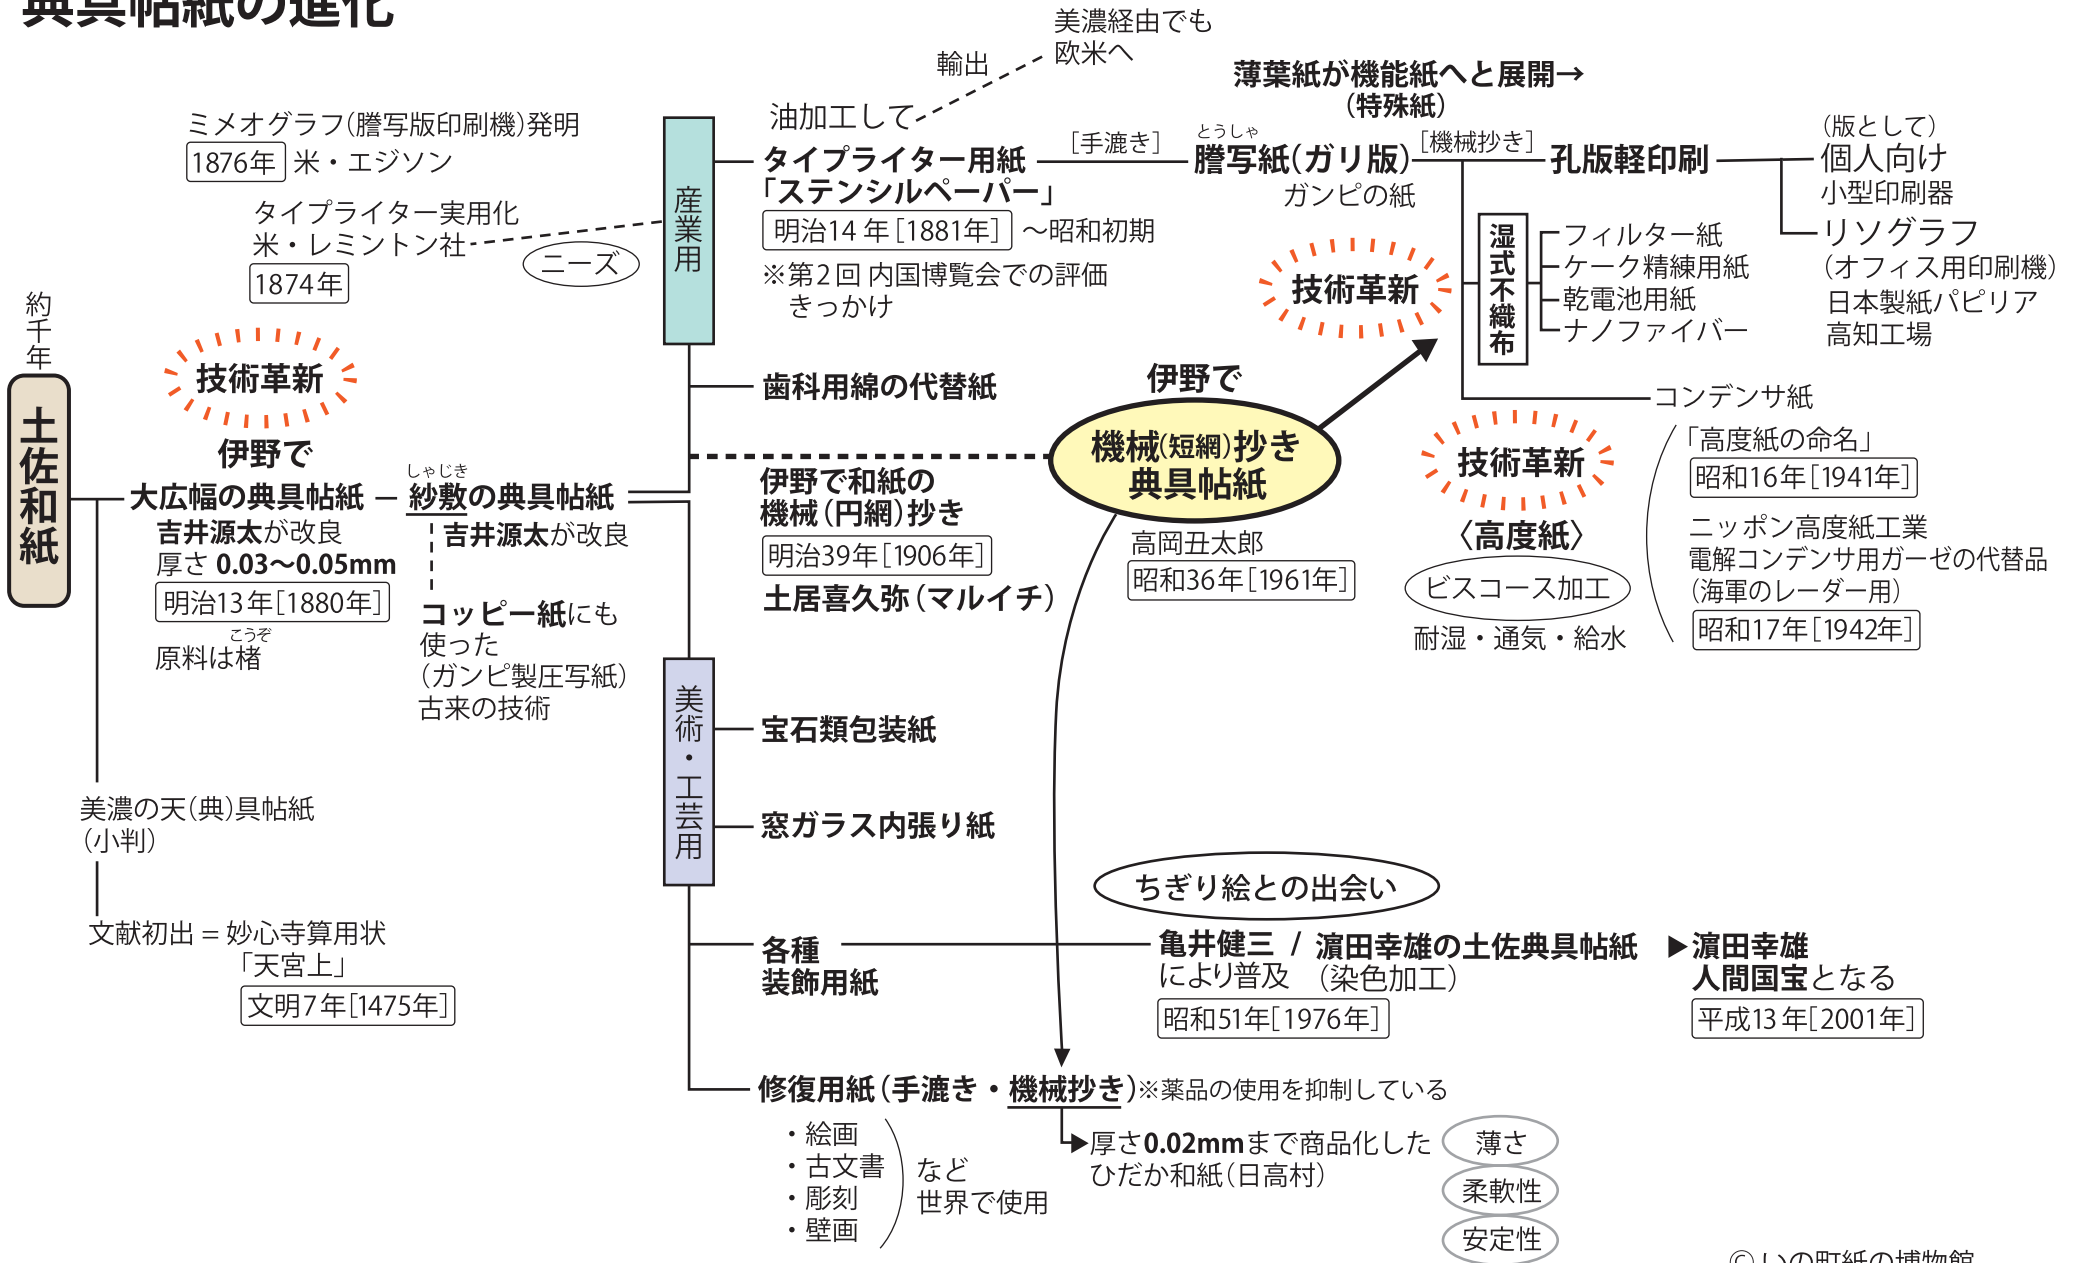 典具帖紙の進化
約千年
土佐和紙
ミメオグラフ(謄写版印刷機)発明
1876年 米・エジソン
タイプライター実用化
米・レミントン社
1874年
ニーズ
技術革新
伊野で
大広幅の典具帖紙
吉井源太が改良
厚さ 0.03〜0.05mm
明治13年[1880年]
こうぞ
原料は楮
しゃじき
紗敷の典具帖紙
吉井源太が改良
コッピー紙にも
使った
(ガンピ製圧写紙)
古来の技術
美濃の天(典)具帖紙
(小判)
文献初出 = 妙心寺算用状
「天宮上」
文明7年[1475年]
産業用
油加工して
輸出
美濃経由でも
欧米へ
タイプライター用紙
「ステンシルペーパー」
明治14年[1881年] 〜昭和初期
※第2回 内国博覧会での評価
きっかけ
[手漉き]
薄葉紙が機能紙へと展開→
(特殊紙)
とうしゃ
謄写紙(ガリ版)
ガンピの紙
[機械抄き]
孔版軽印刷
(版として)
個人向け
小型印刷器
リソグラフ
(オフィス用印刷機)
日本製紙パピリア
高知工場
技術革新
湿式不織布
フィルター紙
ケーク精練用紙
乾電池用紙
ナノファイバー
コンデンサ紙
「高度紙の命名」
昭和16年[1941年]
ニッポン高度紙工業
電解コンデンサ用ガーゼの代替品
(海軍のレーダー用)
昭和17年[1942年]
技術革新
〈高度紙〉
ビスコース加工
耐湿・通気・給水
歯科用綿の代替紙
伊野で
機械(短網)抄き
典具帖紙
高岡丑太郎
昭和36年[1961年]
伊野で和紙の
機械(円網)抄き
明治39年[1906年]
土居喜久弥(マルイチ)
美術・工芸用
宝石類包装紙
窓ガラス内張り紙
ちぎり絵との出会い
各種
装飾用紙
亀井健三 / 濵田幸雄の土佐典具帖紙
により普及 (染色加工)
昭和51年[1976年]
▶濵田幸雄
人間国宝となる
平成13年[2001年]
修復用紙(手漉き・機械抄き)※薬品の使用を抑制している
・絵画
・古文書
・彫刻
・壁画
など
世界で使用
厚さ0.02mmまで商品化した
ひだか和紙(日高村)
薄さ
柔軟性
安定性
© いの町紙の博物館